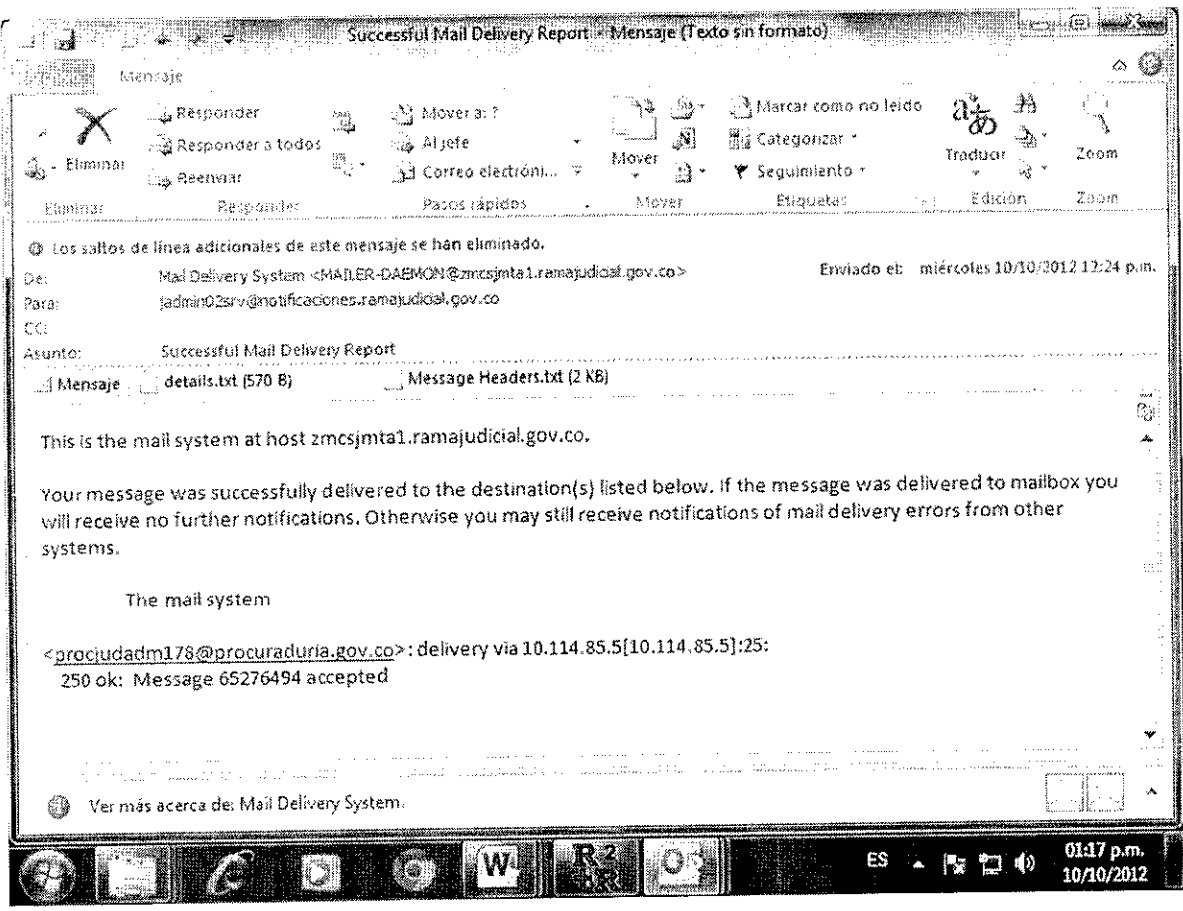 Successful Mail Delivery Report - Mensaje (Texto sin formato)
Mensaje
Responder
Responder a todos
Reenviar
Eliminar
Mover a: ?
Al jefe
Correo electróni...
Mover
Marcar como no leído
Categorizar
Seguimiento
Traducir
Zoom
Eliminar
Responder
Pasos rápidos
Mover
Etiquetas
Edición
Zoom
Los saltos de línea adicionales de este mensaje se han eliminado.
De: Mail Delivery System <MAILER-DAEMON@zmcsjmta1.ramajudicial.gov.co>
Enviado el: miércoles 10/10/2012 12:24 p.m.
Para: jadmin02srv@notificaciones.ramajudicial.gov.co
CC:
Asunto: Successful Mail Delivery Report
Mensaje details.txt (570 B) Message Headers.txt (2 KB)
This is the mail system at host zmcsjmta1.ramajudicial.gov.co.
Your message was successfully delivered to the destination(s) listed below. If the message was delivered to mailbox you
will receive no further notifications. Otherwise you may still receive notifications of mail delivery errors from other
systems.
The mail system
<procjudadm178@procuraduria.gov.co>: delivery via 10.114.85.5[10.114.85.5]:25:
250 ok: Message 65276494 accepted
Ver más acerca de: Mail Delivery System.
ES
01:17 p.m.
10/10/2012